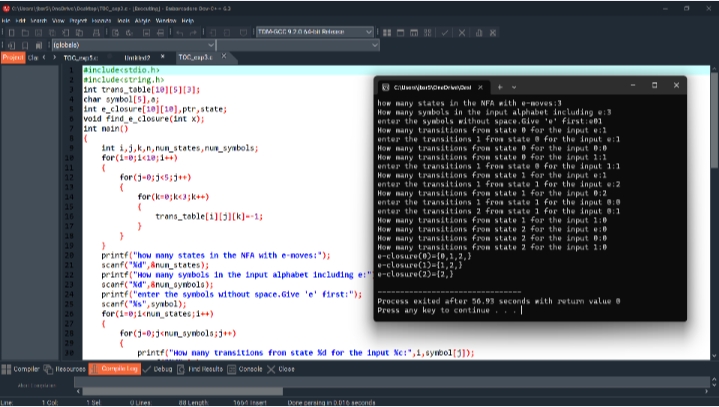 C:\Users\jbor5\OneDrive\Desktop\TOC_exp3.c - [Executing] - Embarcadero Dev-C++ 6.3
File Edit Search View Project Execute Tools AStyle Window Help
TDM-GCC 9.2.0 64-bit Release
(globals)
Project Cla TOC_exp5.c Untitled2 TOC_exp3.c
1 #include<stdio.h>
2 #include<string.h>
3 int trans_table[10][5][3];
4 char symbol[5],a;
5 int e_closure[10][10],ptr,state;
6 void find_e_closure(int x);
7 int main()
8 {
9 int i,j,k,n,num_states,num_symbols;
10 for(i=0;i<10;i++)
11 {
12 for(j=0;j<5;j++)
13 {
14 for(k=0;k<3;k++)
15 {
16 trans_table[i][j][k]=-1;
17 }
18 }
19 }
20 printf("how many states in the NFA with e-moves:");
21 scanf("%d",&num_states);
22 printf("How many symbols in the input alphabet including e:"
23 scanf("%d",&num_symbols);
24 printf("enter the symbols without space.Give 'e' first:");
25 scanf("%s",symbol);
26 for(i=0;i<num_states;i++)
27 {
28 for(j=0;j<num_symbols;j++)
29 {
30 printf("How many transitions from state %d for the input %c:",i,symbol[j]);
C:\Users\jbor5\OneDrive\Desl
how many states in the NFA with e-moves:3
How many symbols in the input alphabet including e:3
enter the symbols without space.Give 'e' first:e01
How many transitions from state 0 for the input e:1
enter the transitions 1 from state 0 for the input e:1
How many transitions from state 0 for the input 0:0
How many transitions from state 0 for the input 1:1
enter the transitions 1 from state 0 for the input 1:1
How many transitions from state 1 for the input e:1
enter the transitions 1 from state 1 for the input e:2
How many transitions from state 1 for the input 0:2
enter the transitions 1 from state 1 for the input 0:0
enter the transitions 2 from state 1 for the input 0:1
How many transitions from state 1 for the input 1:0
How many transitions from state 2 for the input e:0
How many transitions from state 2 for the input 0:0
How many transitions from state 2 for the input 1:0
e-closure(0)={0,1,2,}
e-closure(1)={1,2,}
e-closure(2)={2,}
--------------------------------
Process exited after 56.93 seconds with return value 0
Press any key to continue . . .
Compiler Resources Compile Log Debug Find Results Console Close
Line: 1 Col: 1 Sel: 0 Lines: 88 Length: 1664 Insert Done parsing in 0.016 seconds